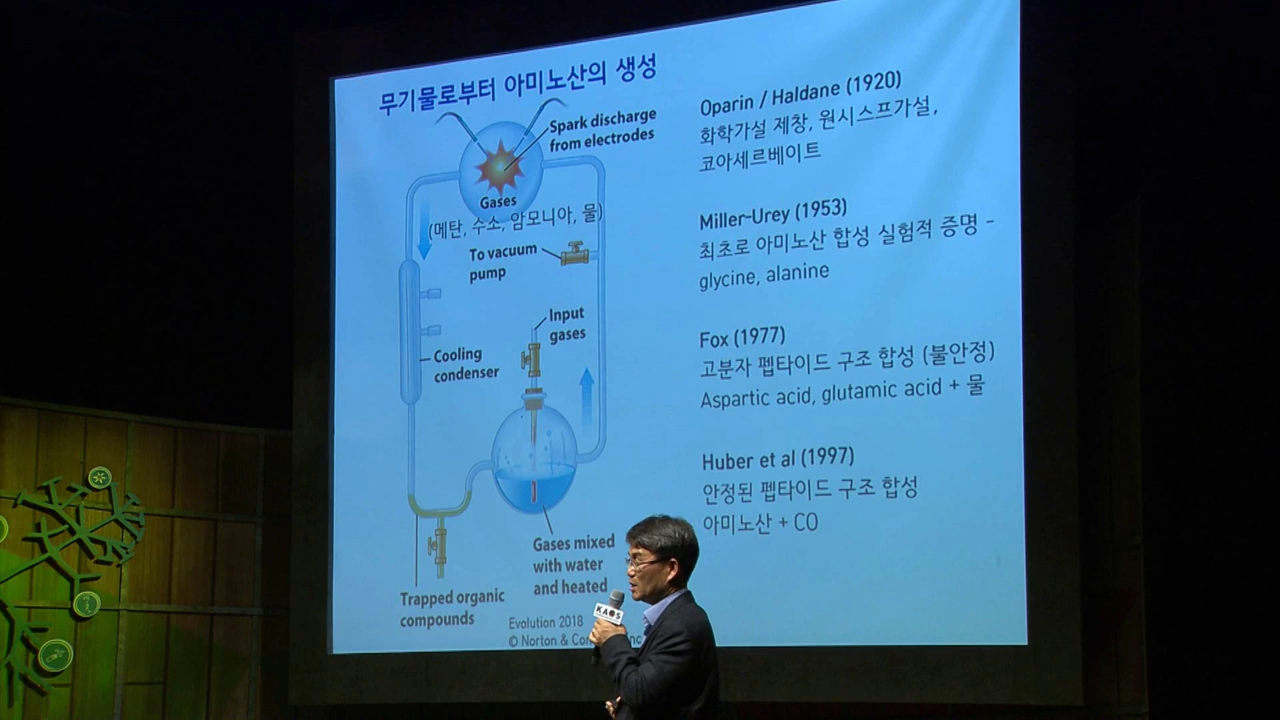 무기물로부터 아미노산의 생성
Spark discharge
from electrodes
Gases
(메탄, 수소, 암모니아, 물)
To vacuum
pump
Input
gases
Cooling
condenser
Gases mixed
with water
and heated
Trapped organic
compounds
Evolution 2018
© Norton &
Oparin / Haldane (1920)
화학가설 제창, 원시스프가설,
코아세르베이트
Miller-Urey (1953)
최초로 아미노산 합성 실험적 증명 –
glycine, alanine
Fox (1977)
고분자 펩타이드 구조 합성 (불안정)
Aspartic acid, glutamic acid + 물
Huber et al (1997)
안정된 펩타이드 구조 합성
아미노산 + CO
KAOS